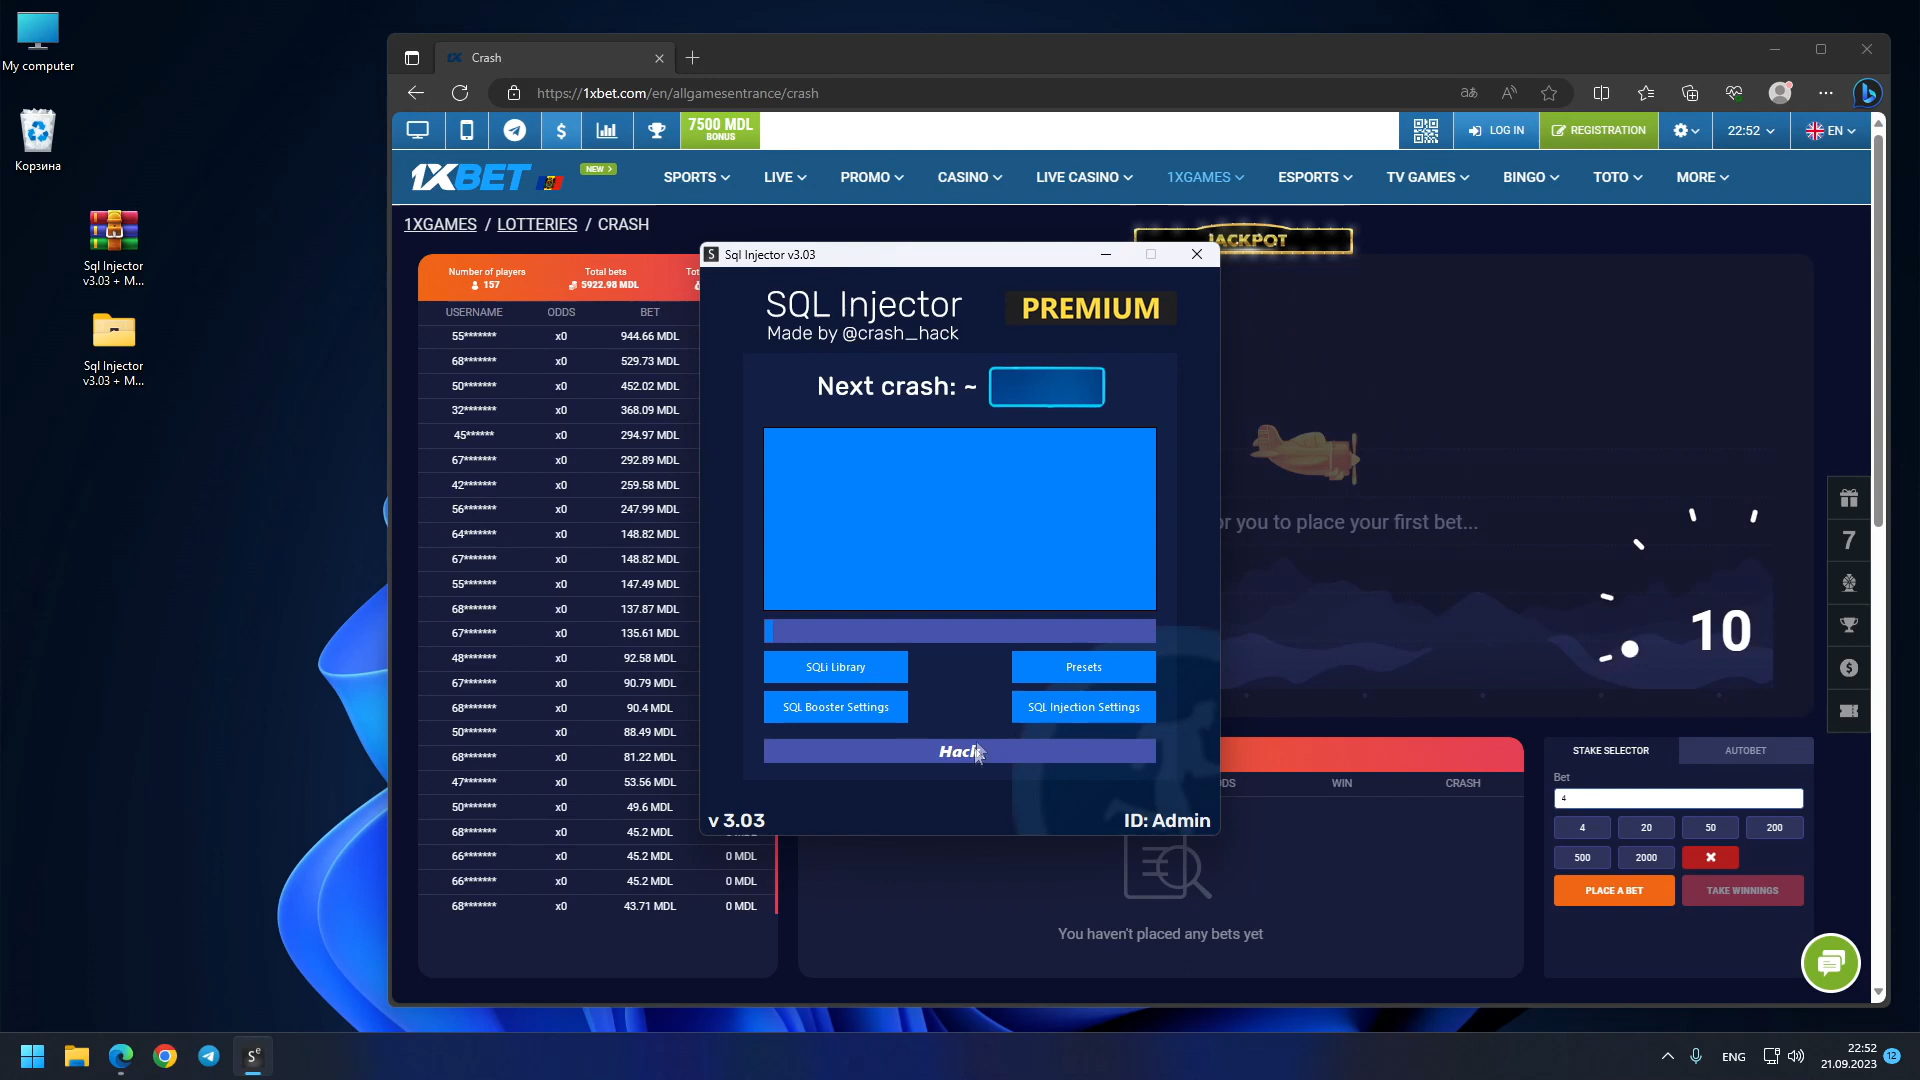 My computer
Корзина
Sql Injector
v3.03 + M...
Sql Injector
v3.03 + M...
Crash
https://1xbet.com/en/allgamesentrance/crash
7500 MDL
BONUS
LOG IN
REGISTRATION
22:52
EN
1XBET
NEW >
SPORTS
LIVE
PROMO
CASINO
LIVE CASINO
1XGAMES
ESPORTS
TV GAMES
BINGO
TOTO
MORE
1XGAMES / LOTTERIES / CRASH
JACKPOT
Number of players
157
Total bets
5922.98 MDL
Tot
USERNAME ODDS BET
55******* x0 944.66 MDL
68******* x0 529.73 MDL
50******* x0 452.02 MDL
32******* x0 368.09 MDL
45****** x0 294.97 MDL
67******* x0 292.89 MDL
42******* x0 259.58 MDL
56******* x0 247.99 MDL
64******* x0 148.82 MDL
67******* x0 148.82 MDL
55******* x0 147.49 MDL
68******* x0 137.87 MDL
67******* x0 135.61 MDL
48******* x0 92.58 MDL
67******* x0 90.79 MDL
68******* x0 90.4 MDL
50******* x0 88.49 MDL
68******* x0 81.22 MDL
47******* x0 53.56 MDL
50******* x0 49.6 MDL
68******* x0 45.2 MDL
66******* x0 45.2 MDL 0 MDL
66******* x0 45.2 MDL 0 MDL
68******* x0 43.71 MDL 0 MDL
S Sql Injector v3.03
SQL Injector
Made by @crash_hack
PREMIUM
Next crash: ~
SQLi Library
Presets
SQL Booster Settings
SQL Injection Settings
Hack
v 3.03
ID: Admin
or you to place your first bet...
10
7
DS WIN CRASH
You haven't placed any bets yet
STAKE SELECTOR
AUTOBET
Bet
4
4 20 50 200
500 2000
PLACE A BET
TAKE WINNINGS
Se
ENG
22:52
21.09.2023
12